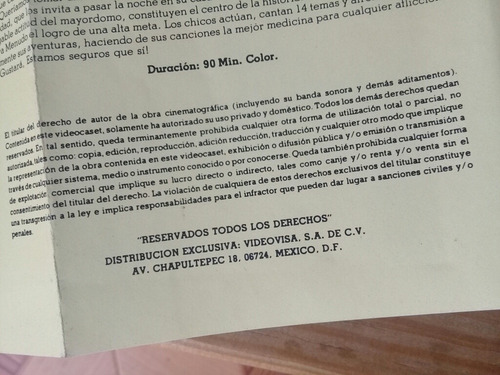 los invita a pasar la noche en su
del mayordomo, constituyen el centro de la
el logro de una alta meta. Los chicos actúan, cantan 14 temas y
aventuras, haciendo de sus canciones la mejor medicina para cualquier
Gustará. Estamos seguros que sí!
Duración: 90 Min. Color.
El titular del derecho de autor de la obra cinematográfica (incluyendo su banda sonora y demás aditamentos).
Contenida en este videocaset, solamente ha autorizado su uso privado y doméstico. Todos los demás derechos quedan
reservados. En tal sentido, queda terminantemente prohibida cualquier otra forma de utilización total o parcial, no
autorizada, tales como: copia, edición, reproducción, adición reducción, traducción y cualquier otro modo que implique
la representación de la obra contenida en este videocaset, exhibición o difusión pública y/o emisión o transmisión a
través de cualquier sistema, medio o instrumento conocido o por conocerse. Queda también prohibida cualquier forma
de explotación comercial que implique su lucro directo o indirecto, tales como canje y/o renta y/o venta sin el
consentimiento del titular del derecho. La violación de cualquiera de estos derechos exclusivos del titular constituye
una transgresión a la ley e implica responsabilidades para el infractor que pueden dar lugar a sanciones civiles y/o
penales.
"RESERVADOS TODOS LOS DERECHOS"
DISTRIBUCION EXCLUSIVA: VIDEOVISA, S.A. DE C.V.
AV. CHAPULTEPEC 18, 06724, MEXICO, D.F.